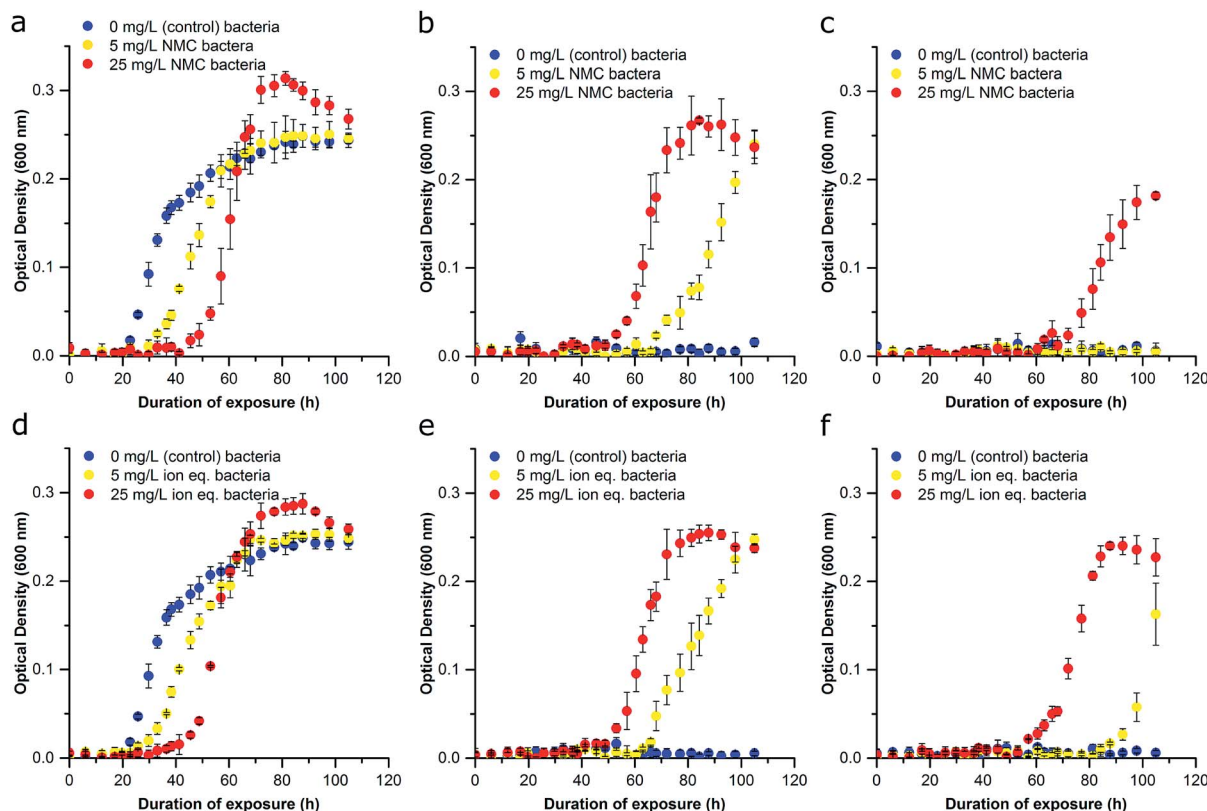 a
0 mg/L (control) bacteria
5 mg/L NMC bactera
25 mg/L NMC bacteria
Optical Density (600 nm)
0.3
0.2
0.1
0.0
0 20 40 60 80 100 120
Duration of exposure (h)
b
0 mg/L (control) bacteria
5 mg/L NMC bactera
25 mg/L NMC bacteria
Optical Density (600 nm)
0.3
0.2
0.1
0.0
0 20 40 60 80 100 120
Duration of exposure (h)
c
0 mg/L (control) bacteria
5 mg/L NMC bactera
25 mg/L NMC bacteria
Optical Density (600 nm)
0.3
0.2
0.1
0.0
0 20 40 60 80 100 120
Duration of exposure (h)
d
0 mg/L (control) bacteria
5 mg/L ion eq. bacteria
25 mg/L ion eq. bacteria
Optical Density (600 nm)
0.3
0.2
0.1
0.0
0 20 40 60 80 100 120
Duration of exposure (h)
e
0 mg/L (control) bacteria
5 mg/L ion eq. bacteria
25 mg/L ion eq. bacteria
Optical Density (600 nm)
0.3
0.2
0.1
0.0
0 20 40 60 80 100 120
Duration of exposure (h)
f
0 mg/L (control) bacteria
5 mg/L ion eq. bacteria
25 mg/L ion eq. bacteria
Optical Density (600 nm)
0.3
0.2
0.1
0.0
0 20 40 60 80 100 120
Duration of exposure (h)